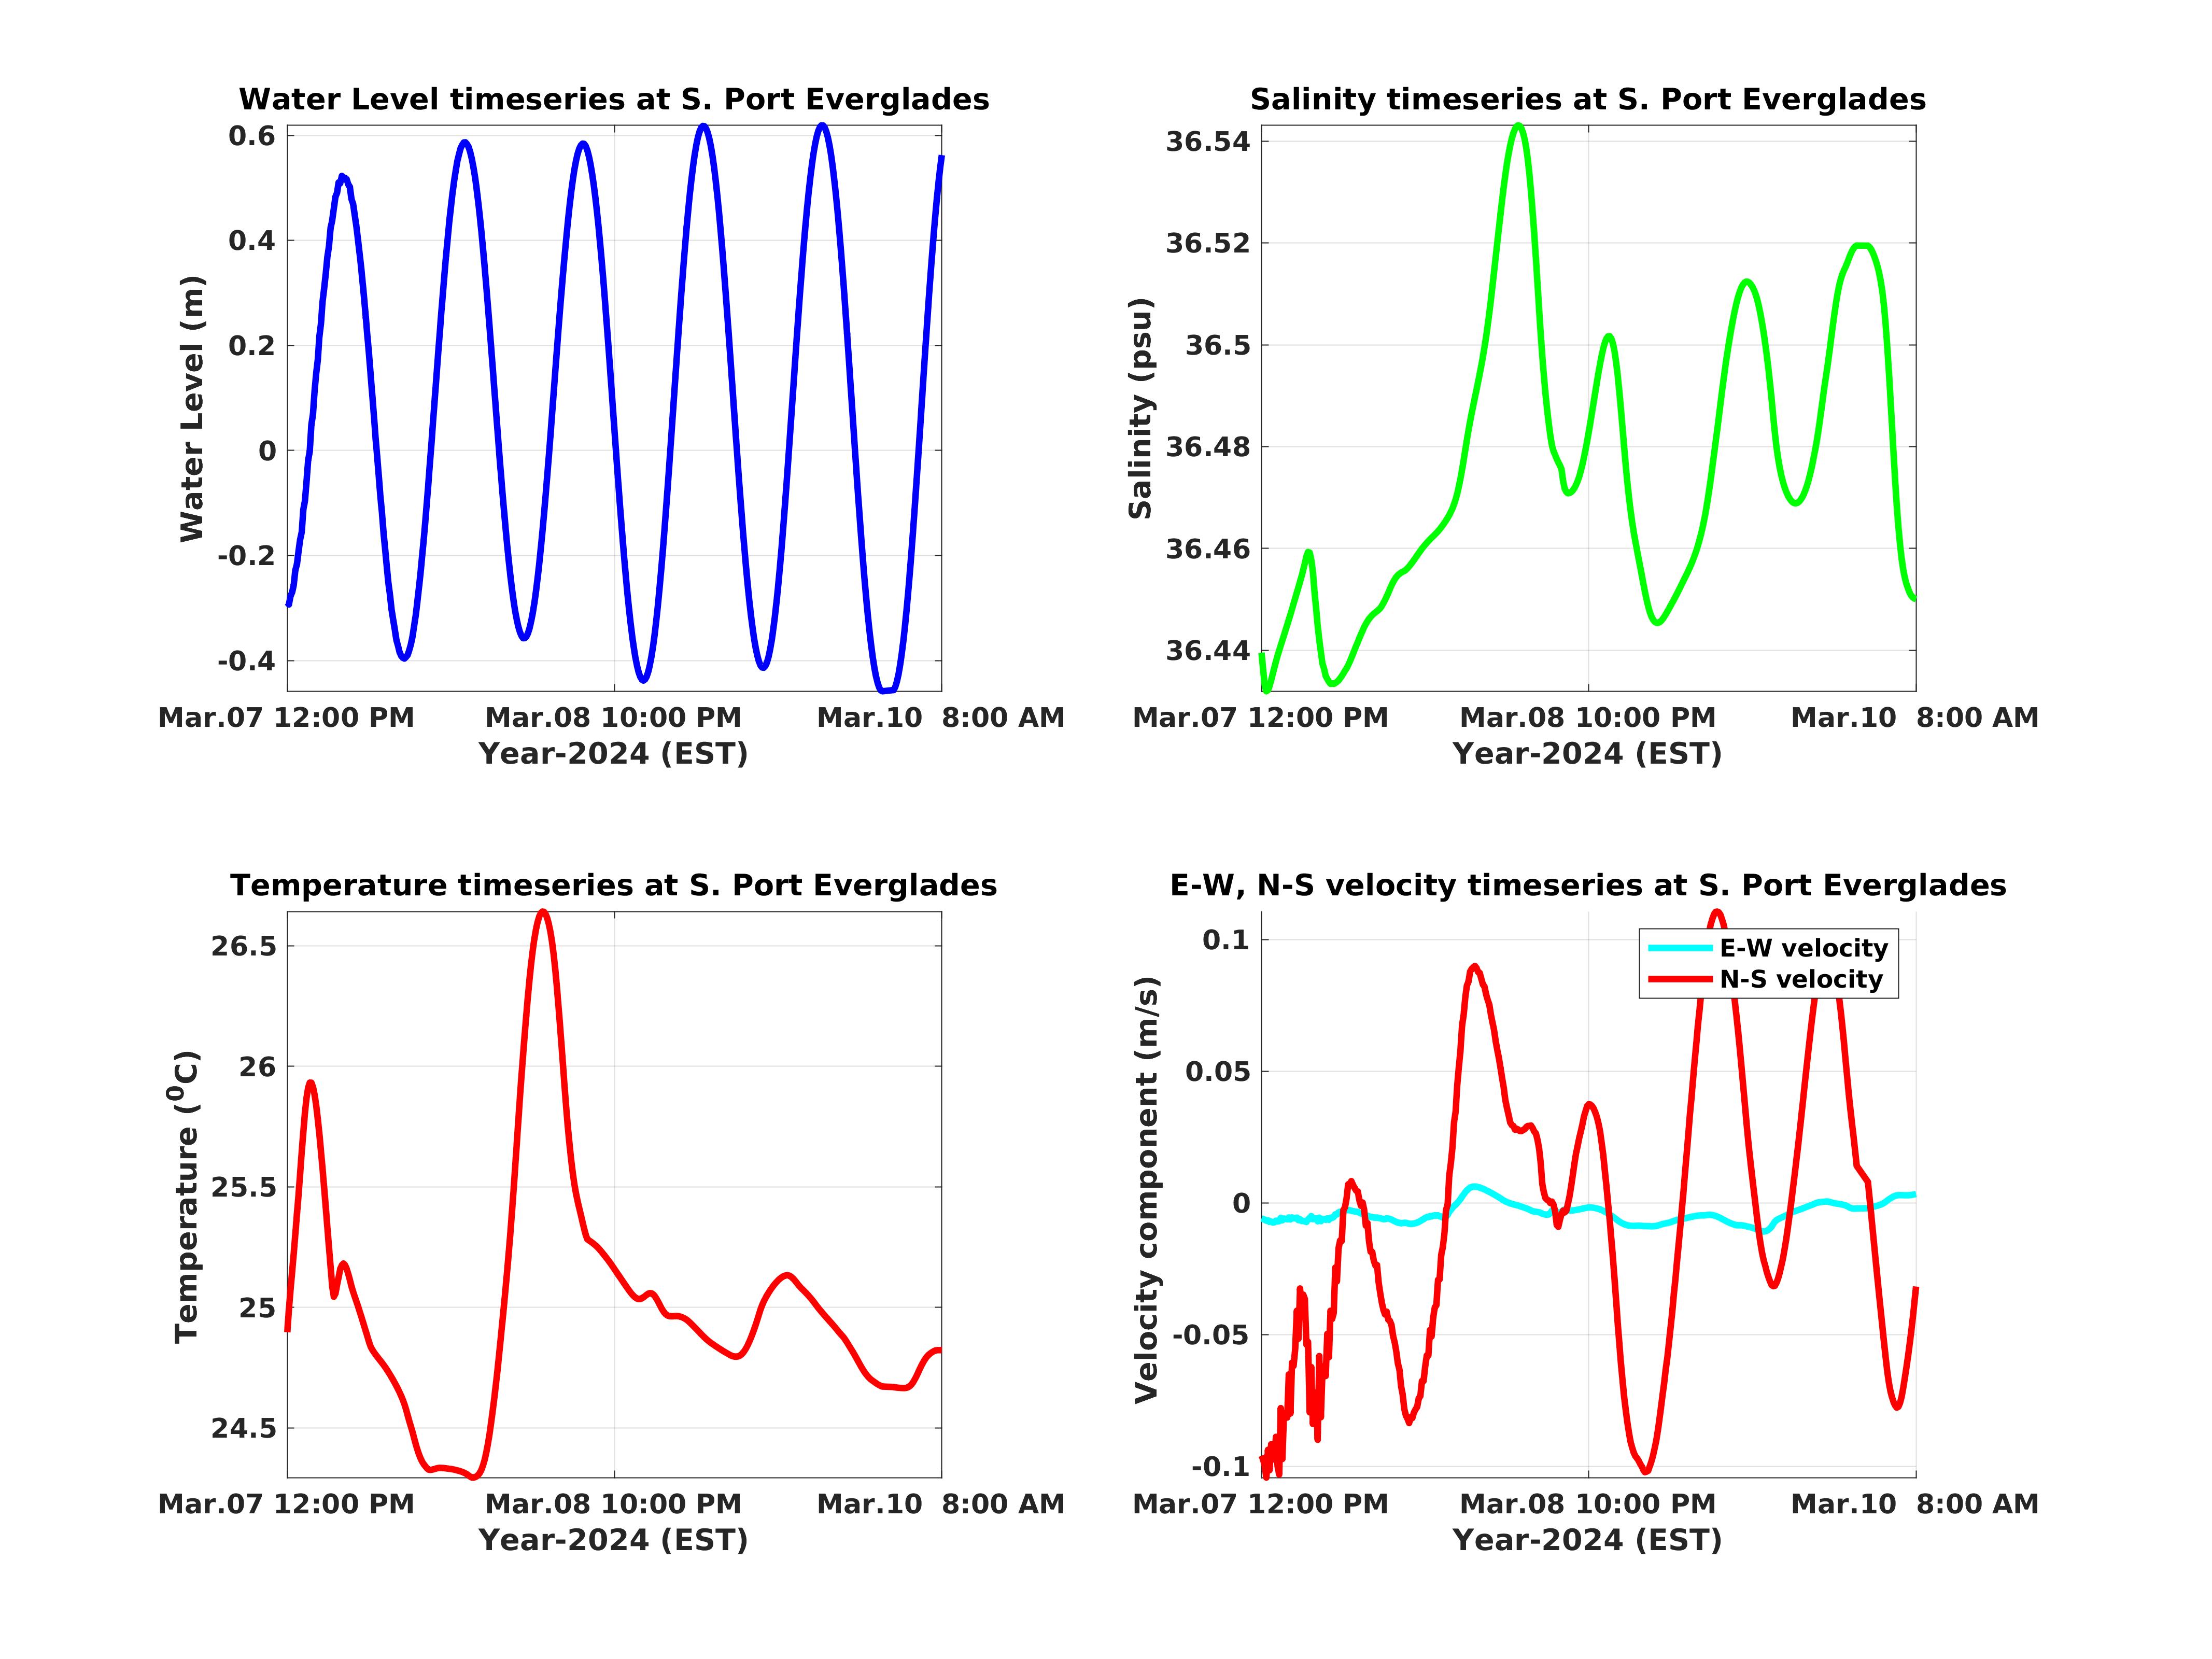 Water Level timeseries at S. Port Everglades
0.6
0.4
0.2
0
-0.2
-0.4
Water Level (m)
Mar.07 12:00 PM
Mar.08 10:00 PM
Mar.10 8:00 AM
Year-2024 (EST)
Salinity timeseries at S. Port Everglades
36.54
36.52
36.5
36.48
36.46
36.44
Salinity (psu)
Mar.07 12:00 PM
Mar.08 10:00 PM
Mar.10 8:00 AM
Year-2024 (EST)
Temperature timeseries at S. Port Everglades
26.5
26
25.5
25
24.5
Temperature (⁰C)
Mar.07 12:00 PM
Mar.08 10:00 PM
Mar.10 8:00 AM
Year-2024 (EST)
E-W, N-S velocity timeseries at S. Port Everglades
0.1
0.05
0
-0.05
-0.1
Velocity component (m/s)
E-W velocity
N-S velocity
Mar.07 12:00 PM
Mar.08 10:00 PM
Mar.10 8:00 AM
Year-2024 (EST)